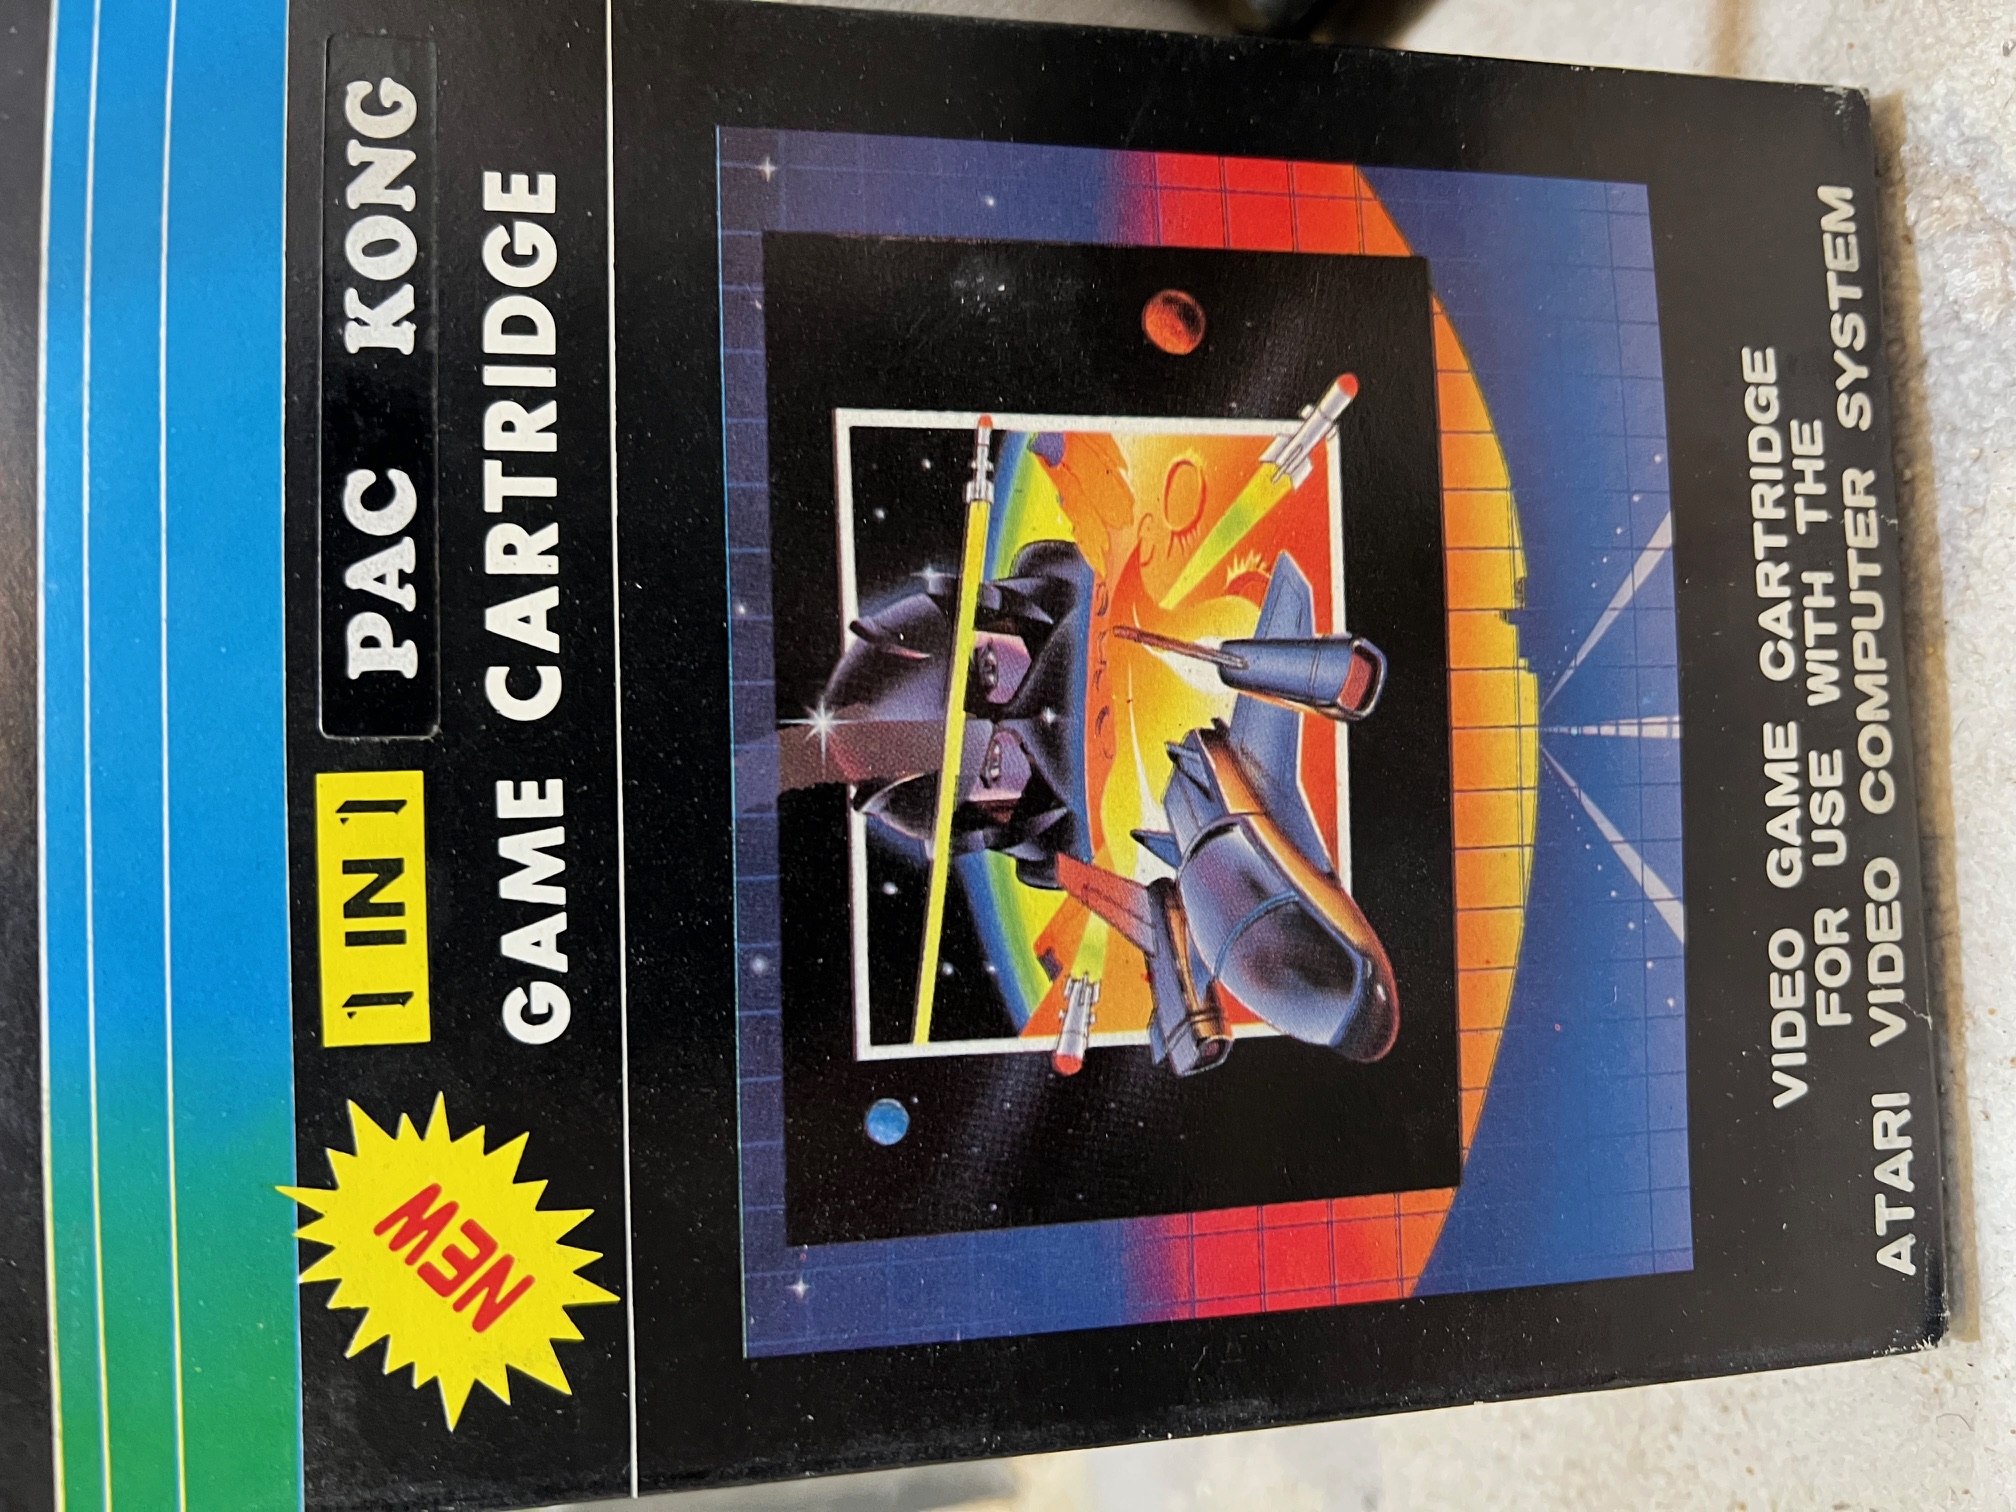 NEW
1 IN 1
PAC KONG
GAME CARTRIDGE
VIDEO GAME CARTRIDGE
FOR USE WITH THE
ATARI VIDEO COMPUTER SYSTEM